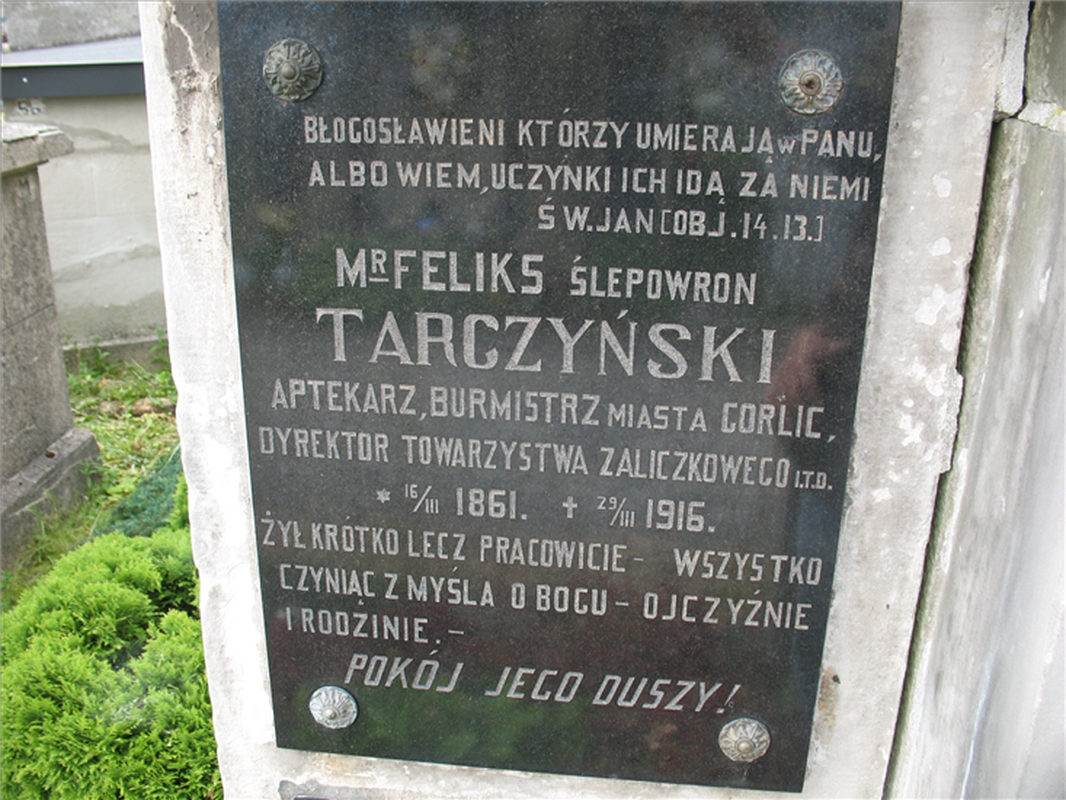 BŁOGOSŁAWIENI KTÓRZY UMIERAJĄ W PANU,
ALBO WIEM, UCZYNKI ICH IDĄ ZA NIEMI
ŚW. JAN [OBJ. 14. 13.]
MR FELIKS ŚLEPOWRON
TARCZYŃSKI
APTEKARZ, BURMISTRZ MIASTA GORLIC,
DYREKTOR TOWARZYSTWA ZALICZKOWEGO I.T.D.
* 16/III 1861. + 29/III 1916.
ŻYŁ KRÓTKO LECZ PRACOWICIE - WSZYSTKO
CZYNIĄC Z MYŚLA O BOGU - OJCZYŹNIE
I RODZINIE. -
POKÓJ JEGO DUSZY!